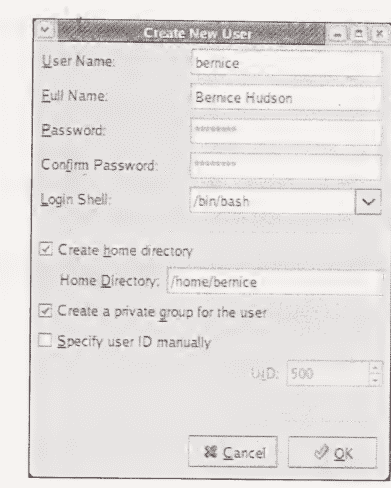 Create New User
User Name: bernice
Full Name: Bernice Hudson
Password: ********
Confirm Password: ********
Login Shell: /bin/bash
Create home directory
Home Directory: /home/bernice
Create a private group for the user
Specify user ID manually
UID: 500
Cancel OK